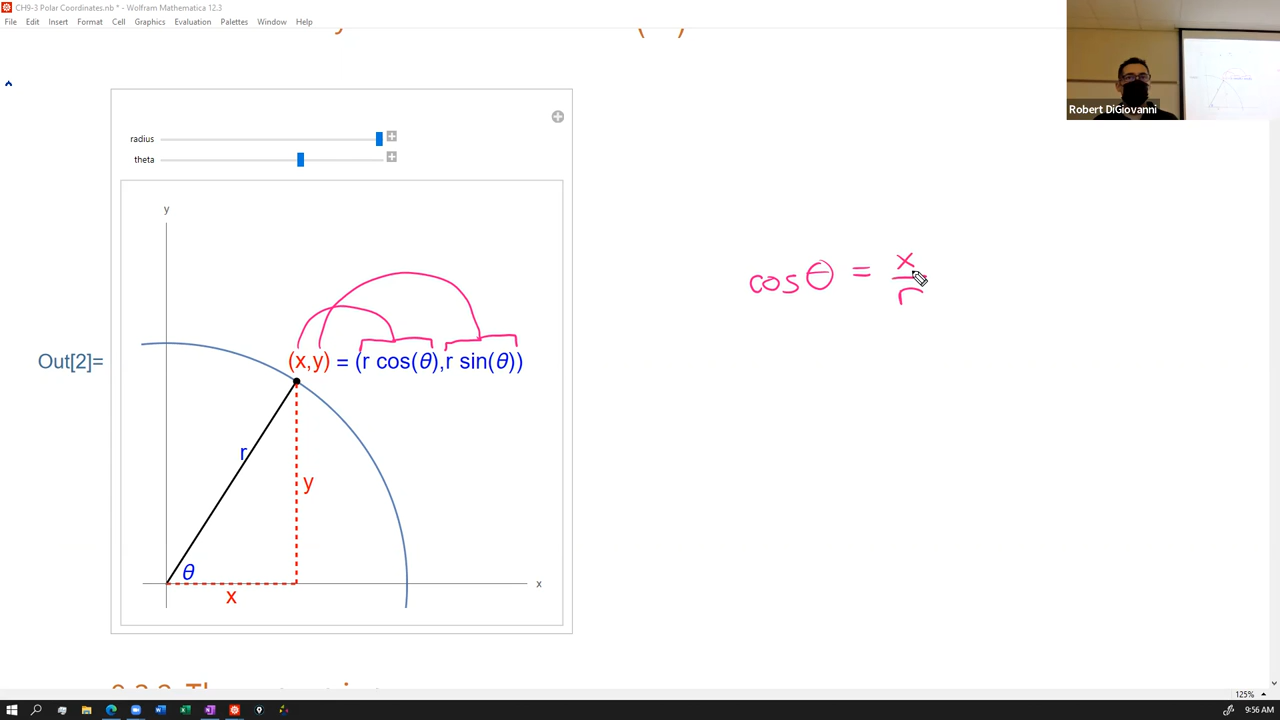 CH9-3 Polar Coordinates.nb * - Wolfram Mathematica 12.3
File Edit Insert Format Cell Graphics Evaluation Palettes Window Help
Robert DiGiovanni
radius
theta
y
cos θ = x/r
(x,y) = (r cos(θ),r sin(θ))
Out[2]=
r
y
θ
x
x
125%
9:56 AM